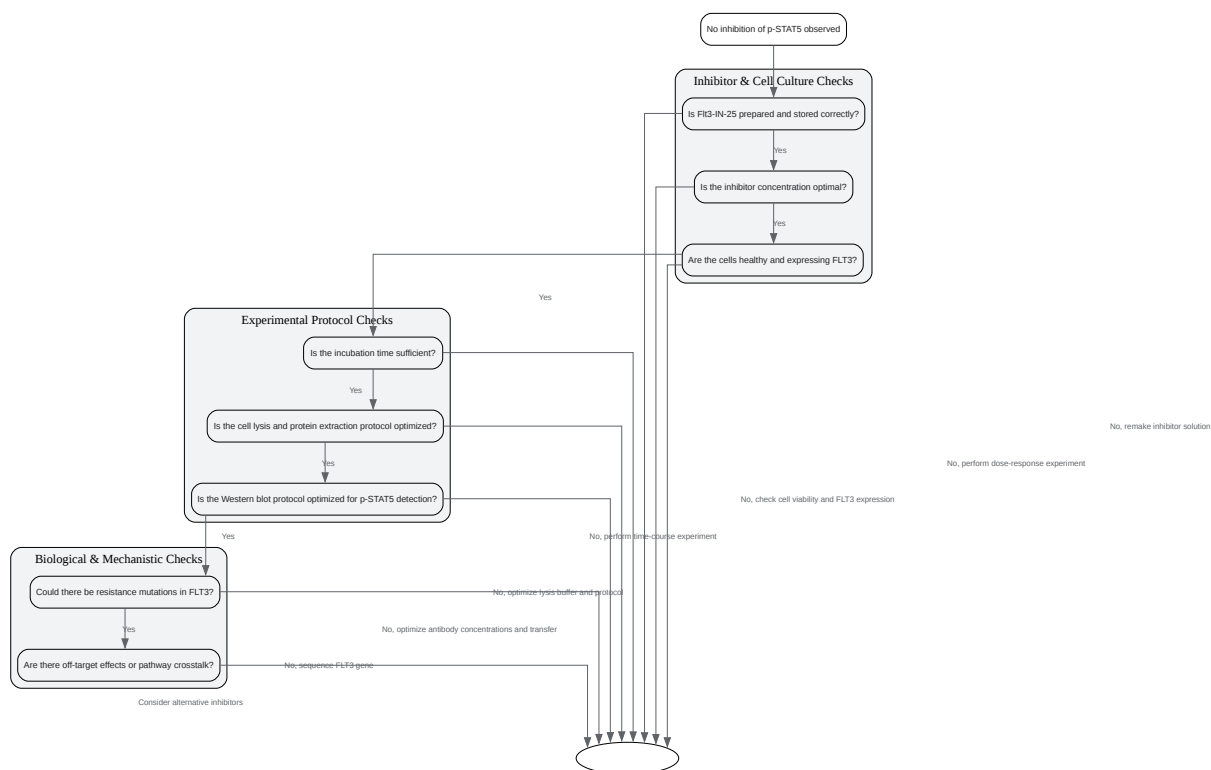 No inhibition of p-STAT5 observed
Inhibitor & Cell Culture Checks
Is Flt3-IN-25 prepared and stored correctly?
Yes
Is the inhibitor concentration optimal?
Yes
Are the cells healthy and expressing FLT3?
Yes
Experimental Protocol Checks
Is the incubation time sufficient?
Yes
Is the cell lysis and protein extraction protocol optimized?
No, remake inhibitor solution
Yes
No, perform dose-response experiment
Is the Western blot protocol optimized for p-STAT5 detection?
No, check cell viability and FLT3 expression
Yes
No, perform time-course experiment
Biological & Mechanistic Checks
Could there be resistance mutations in FLT3?
No, optimize lysis buffer and protocol
Yes
No, optimize antibody concentrations and transfer
Are there off-target effects or pathway crosstalk?
No, sequence FLT3 gene
Consider alternative inhibitors